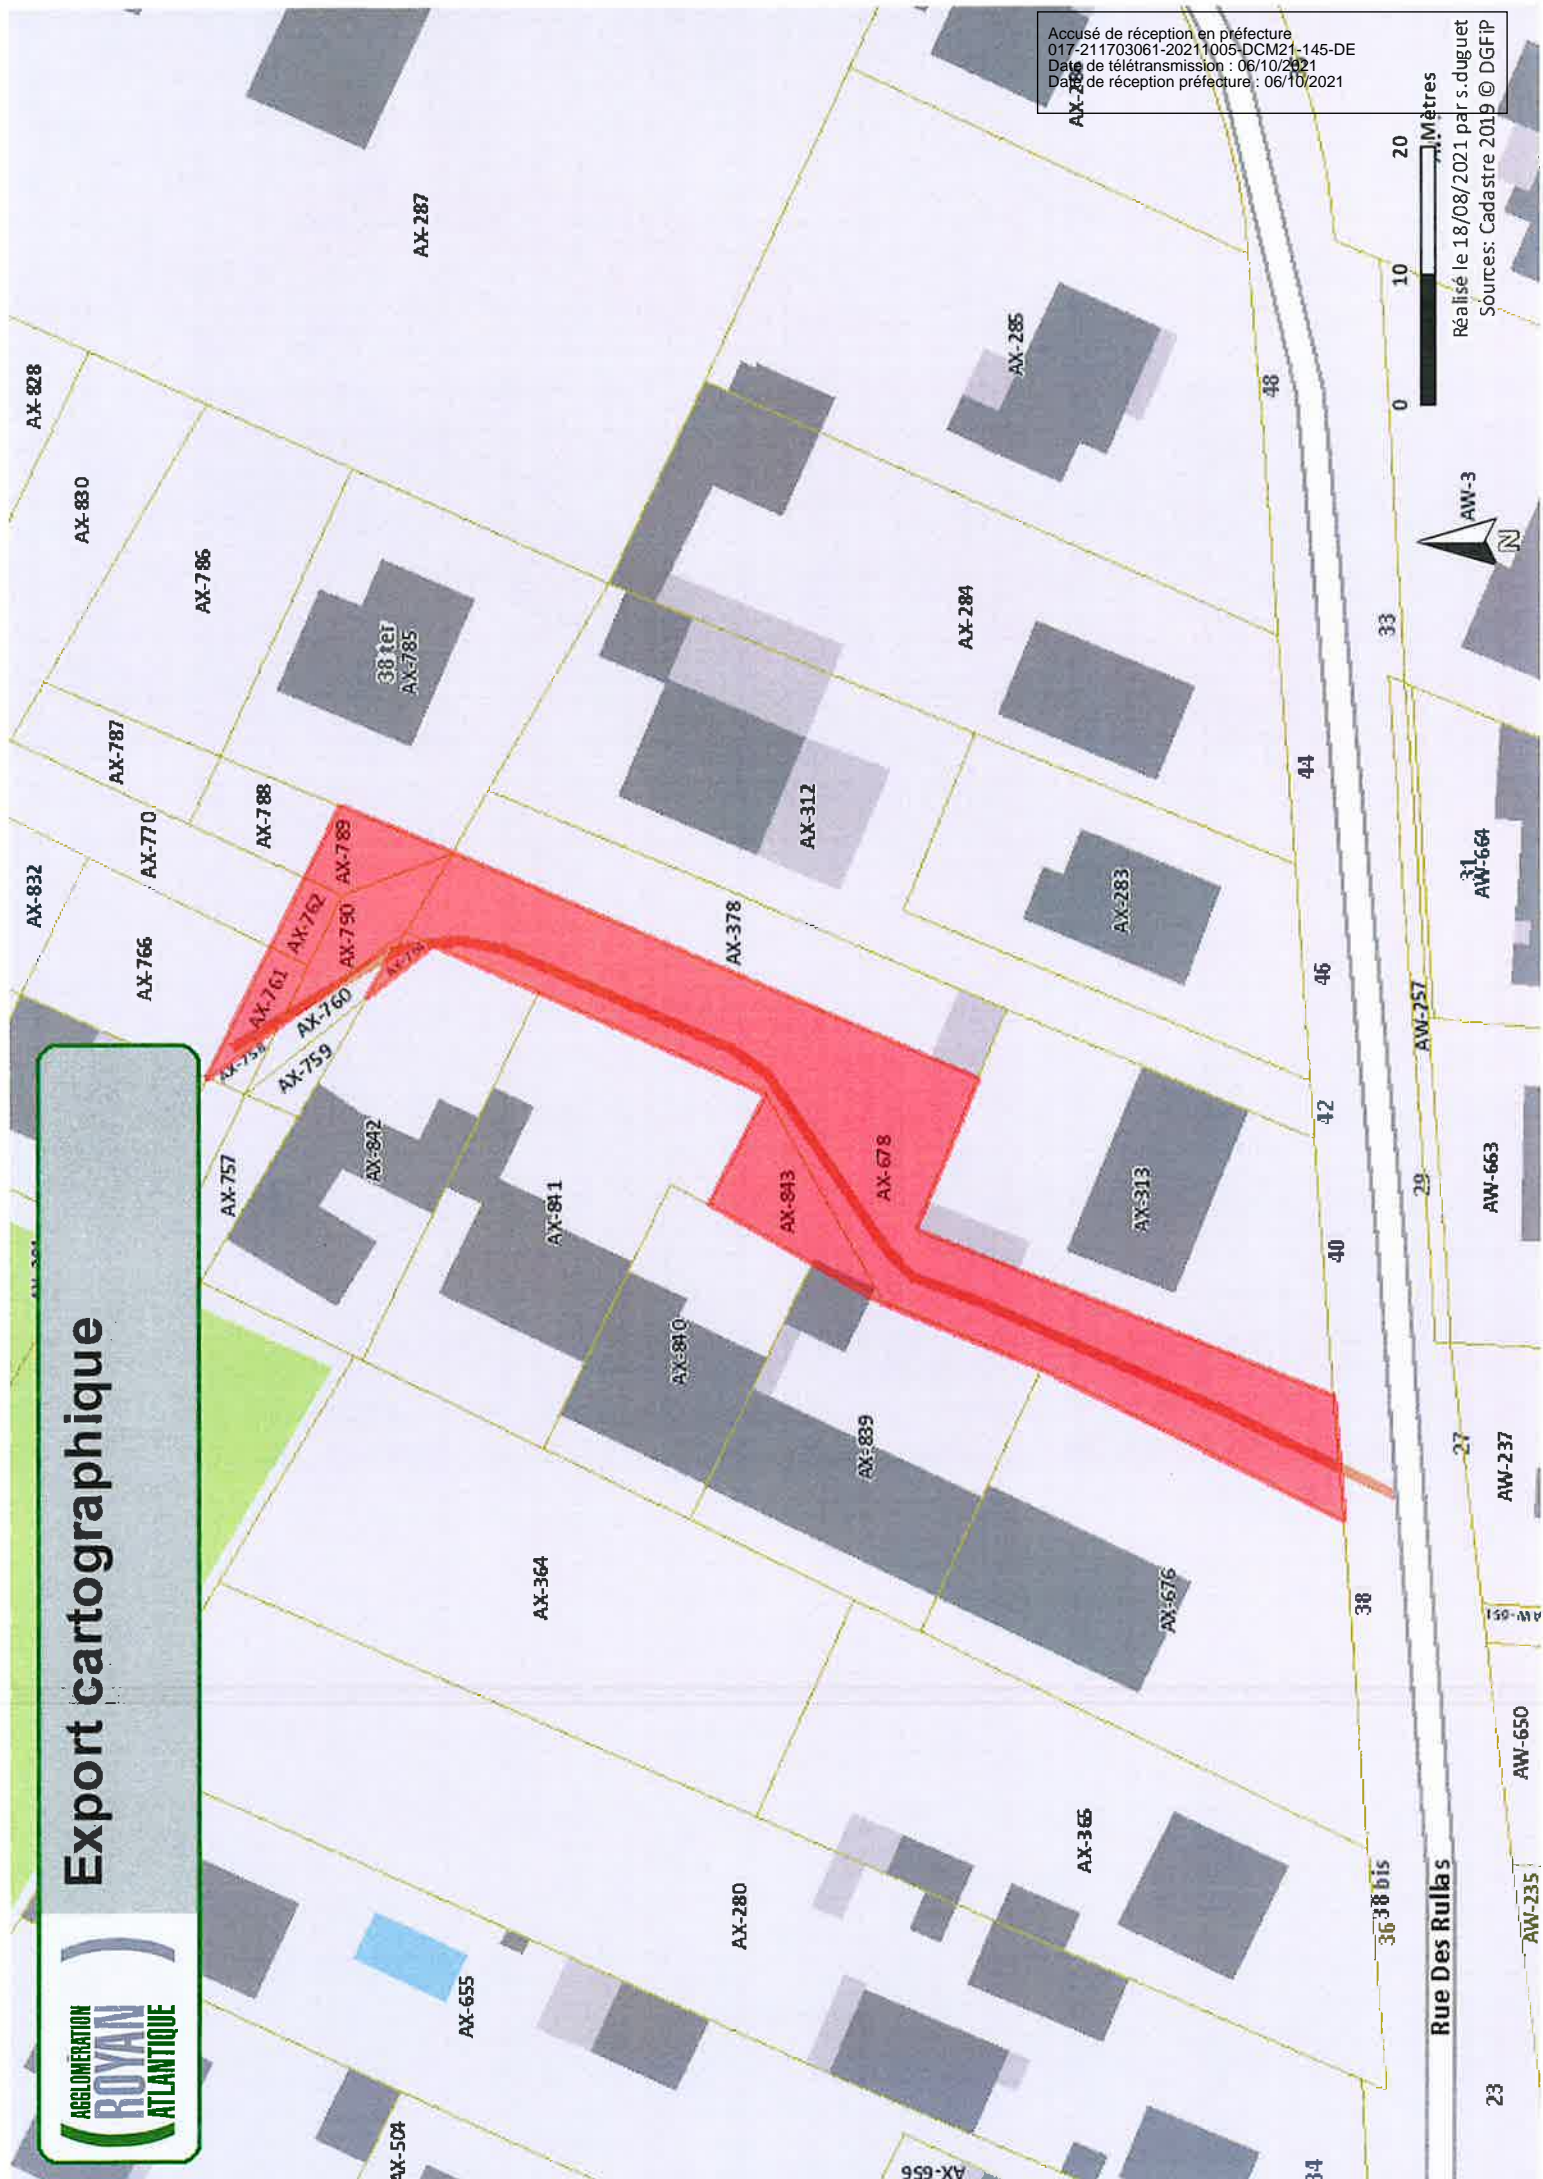 Accusé de réception en préfecture
017-211703061-20211005-DCM21-145-DE
Date de télétransmission : 06/10/2021
Date de réception préfecture : 06/10/2021
AGGLOMÉRATION
ROYAN
ATLANTIQUE
Export cartographique
AX-832
AX-828
AX-830
AX-766
AX-770
AX-787
AX-786
AX-287
AX-757
AX-758
AX-759
AX-760
AX-761
AX-762
AX-790
AX-788
AX-789
38 ter
AX-785
AX-504
AX-655
AX-842
AX-364
AX-841
AX-280
AX-840
AX-843
AX-378
AX-312
AX-839
AX-678
AX-656
AX-284
AX-285
AX-365
AX-676
AX-313
AX-283
34
36
38 bis
38
40
42
46
44
48
Rue Des Rullas
23
27
29
31
33
AW-235
AW-650
AW-651
AW-237
AW-663
AW-257
AW-664
AW-3
N
0
10
20
Mètres
Réalisé le 18/08/2021 par s.duguet
Sources: Cadastre 2019 © DGFiP